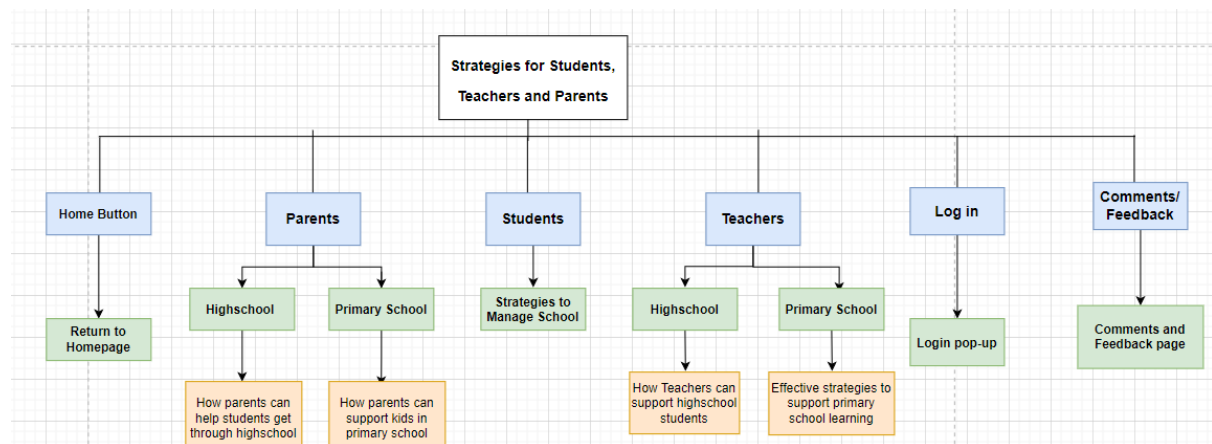 Strategies for Students,
Teachers and Parents
Home Button
Parents
Students
Teachers
Log in
Comments/
Feedback
Highschool
Primary School
Strategies to
Manage School
Highschool
Primary School
Return to
Homepage
Login pop-up
Comments and
Feedback page
How parents can
help students get
through highschool
How parents can
support kids in
primary school
How Teachers can
support highschool
students
Effective strategies to
support primary
school learning